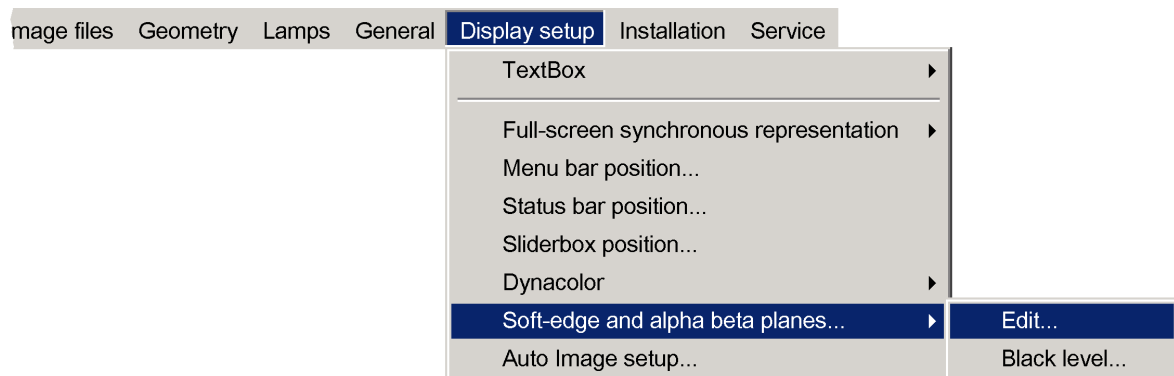 mage files Geometry Lamps General Display setup Installation Service
TextBox
Full-screen synchronous representation
Menu bar position...
Status bar position...
Sliderbox position...
Dynacolor
Soft-edge and alpha beta planes... Edit...
Auto Image setup... Black level...